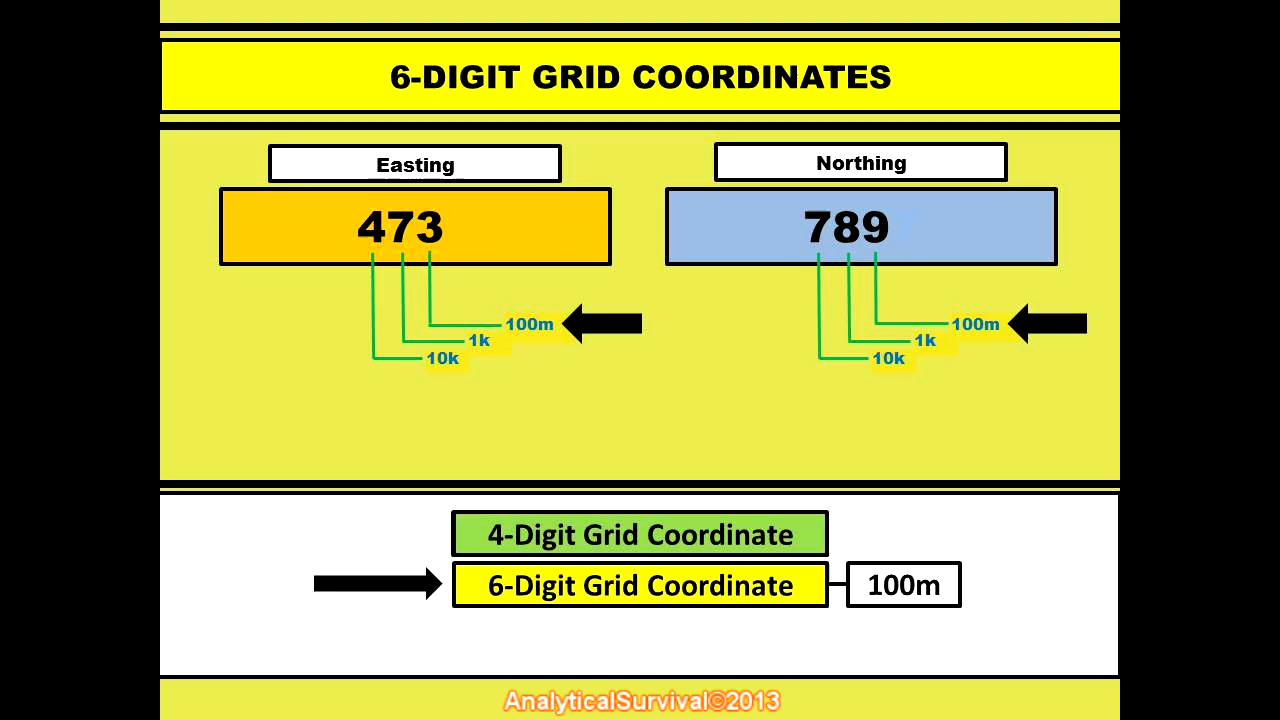 6-DIGIT GRID COORDINATES
Easting
Northing
473
789
100m
1k
10k
100m
1k
10k
4-Digit Grid Coordinate
6-Digit Grid Coordinate
100m
AnalyticalSurvival©2013